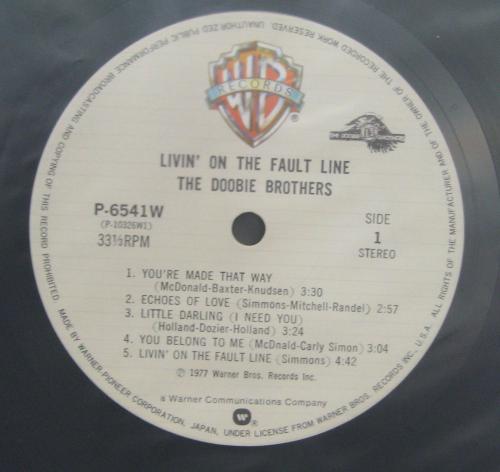 WB
RECORDS
®
THE DOOBIE BROTHERS
LIVIN' ON THE FAULT LINE
THE DOOBIE BROTHERS
P-6541W
(P-10326W1)
33⅓RPM
SIDE
1
STEREO
1. YOU'RE MADE THAT WAY
(McDonald-Baxter-Knudsen) 3:30
2. ECHOES OF LOVE (Simmons-Mitchell-Randel) 2:57
3. LITTLE DARLING (I NEED YOU)
(Holland-Dozier-Holland) 3:24
4. YOU BELONG TO ME (McDnald-Carly Simon) 3:04
5. LIVIN' ON THE FAULT LINE (Simmons) 4:42
℗ 1977 Warner Bros. Records Inc.
a Warner Communications Company
®
MADE BY WARNER-PIONEER CORPORATION, JAPAN, UNDER LICENSE FROM WARNER BROS. RECORDS INC., U.S.A. ALL RIGHTS OF THE MANUFACTURER AND OF THE OWNER OF THE RECORDED WORK RESERVED. UNAUTHORIZED PUBLIC PERFORMANCE BROADCASTING AND COPYING OF THIS RECORD PROHIBITED.